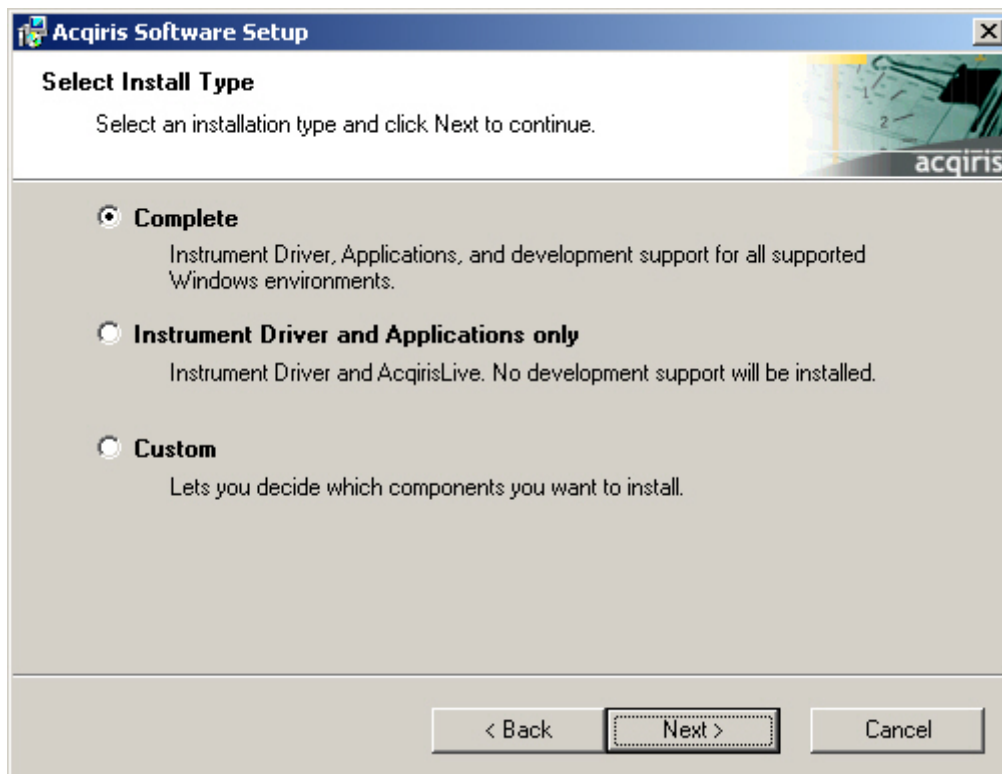 Acqiris Software Setup
Select Install Type
Select an installation type and click Next to continue.
acqiris
Complete
Instrument Driver, Applications, and development support for all supported
Windows environments.
Instrument Driver and Applications only
Instrument Driver and AcqirisLive. No development support will be installed.
Custom
Lets you decide which components you want to install.
< Back
Next >
Cancel